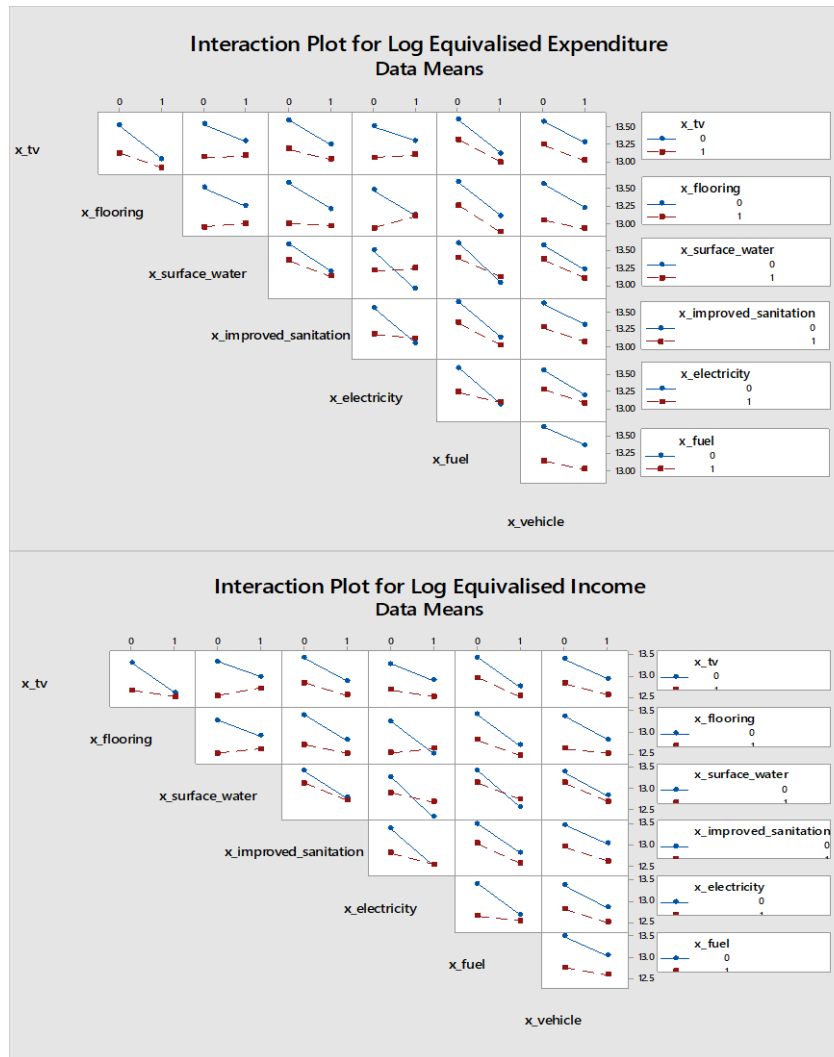 Interaction Plot for Log Equivalised Expenditure
Data Means
0 1 0 1 0 1 0 1 0 1 0 1
x_tv
13.50
13.25
13.00
x_tv
0
1
x_flooring
13.50
13.25
13.00
x_flooring
0
1
x_surface_water
13.50
13.25
13.00
x_surface_water
0
1
x_improved_sanitation
13.50
13.25
13.00
x_improved_sanitation
0
1
x_electricity
13.50
13.25
13.00
x_electricity
0
1
x_fuel
13.50
13.25
13.00
x_fuel
0
1
x_vehicle
Interaction Plot for Log Equivalised Income
Data Means
0 1 0 1 0 1 0 1 0 1 0 1
x_tv
13.5
13.0
12.5
x_tv
0
1
x_flooring
13.5
13.0
12.5
x_flooring
0
1
x_surface_water
13.5
13.0
12.5
x_surface_water
0
1
x_improved_sanitation
13.5
13.0
12.5
x_improved_sanitation
0
1
x_electricity
13.5
13.0
12.5
x_electricity
0
1
x_fuel
13.5
13.0
12.5
x_fuel
0
1
x_vehicle